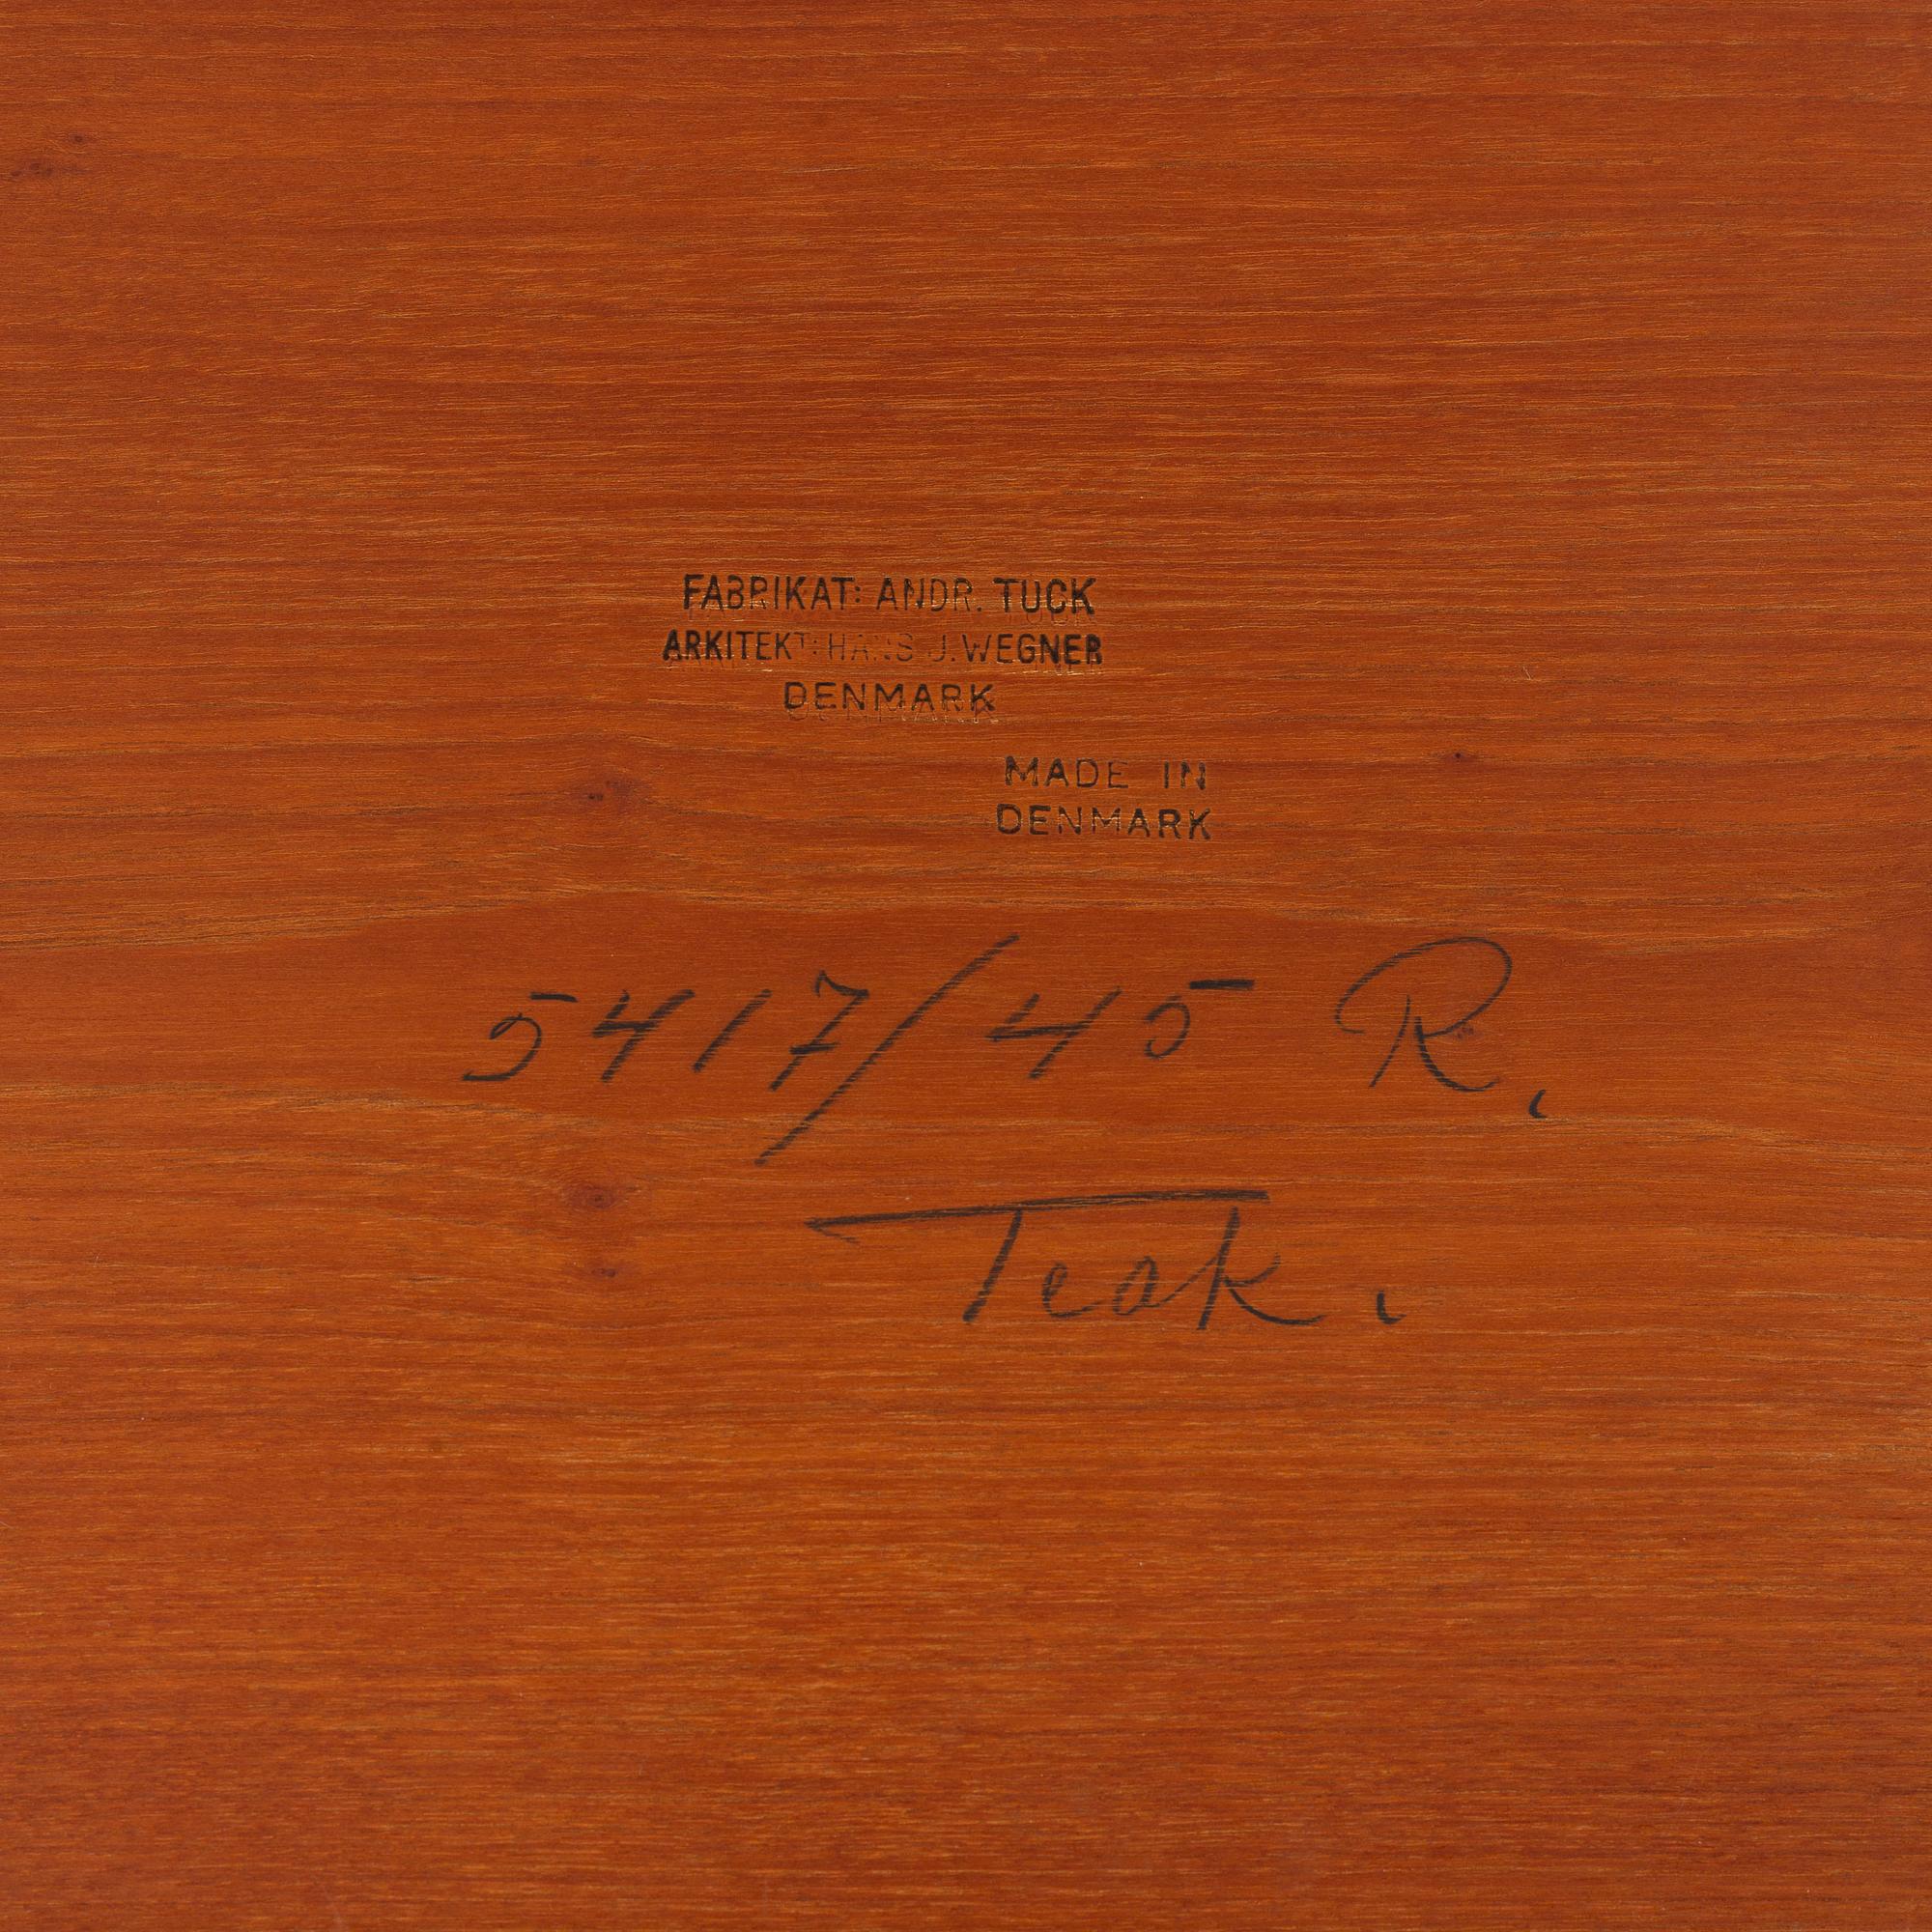 FABRIKAT: ANDR. TUCK
ARKITEKT: HANS J. WEGNER
DENMARK
MADE IN
DENMARK
5417/45 R.
Teak.